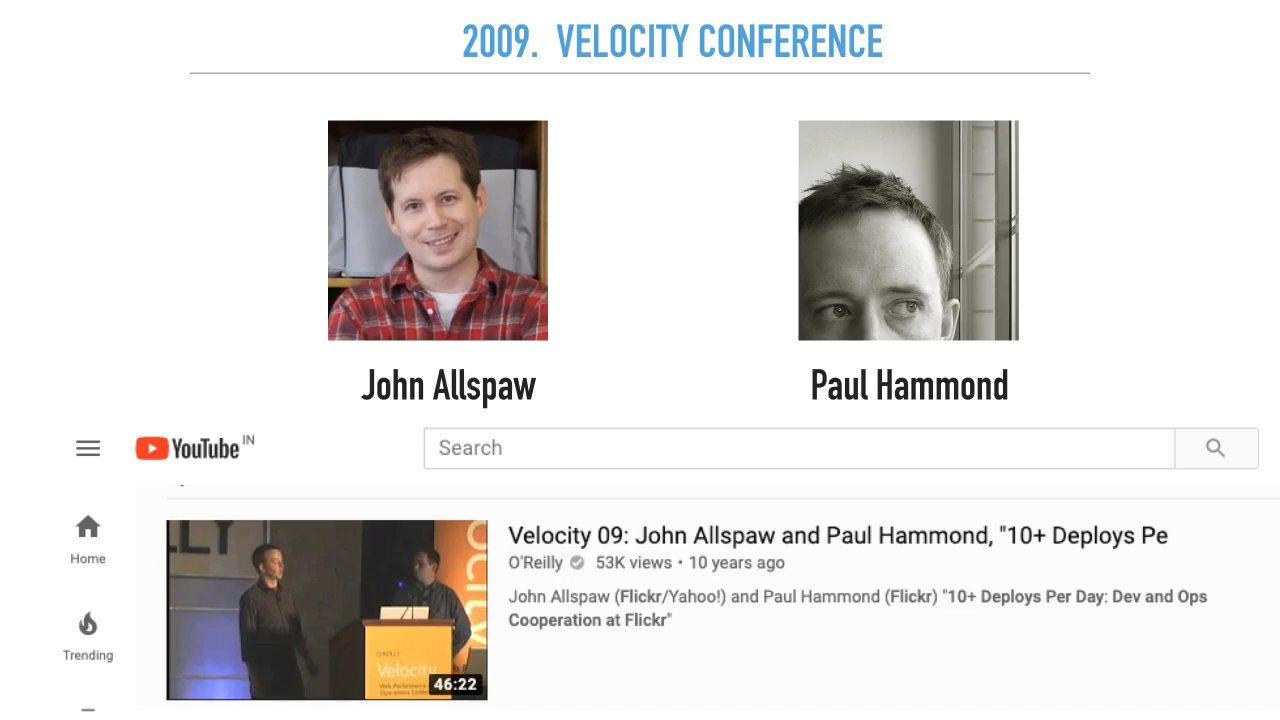 2009. VELOCITY CONFERENCE
John Allspaw
Paul Hammond
YouTube IN
Search
Home
Trending
Velocity 09: John Allspaw and Paul Hammond, "10+ Deploys Pe
O'Reilly 53K views • 10 years ago
John Allspaw (Flickr/Yahoo!) and Paul Hammond (Flickr) "10+ Deploys Per Day: Dev and Ops
Cooperation at Flickr"
O'REILLY
Velocity
46:22